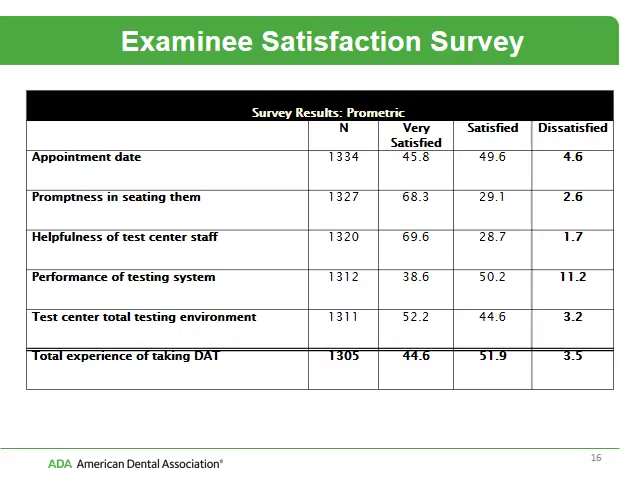 Examinee Satisfaction Survey
Survey Results: Prometric
N Very Satisfied Satisfied Dissatisfied
Appointment date 1334 45.8 49.6 4.6
Promptness in seating them 1327 68.3 29.1 2.6
Helpfulness of test center staff 1320 69.6 28.7 1.7
Performance of testing system 1312 38.6 50.2 11.2
Test center total testing environment 1311 52.2 44.6 3.2
Total experience of taking DAT 1305 44.6 51.9 3.5
ADA American Dental Association®
16